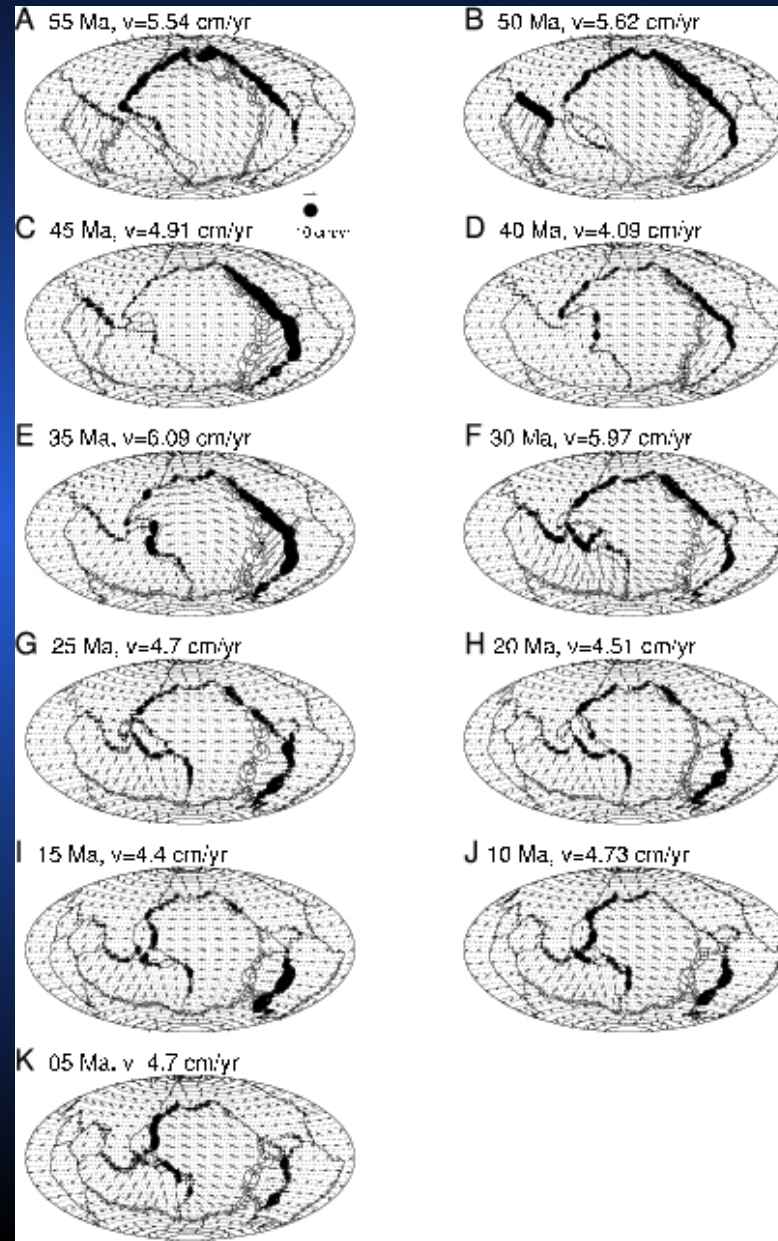 A 55 Ma, v=5.54 cm/yr
B 50 Ma, v=5.62 cm/yr
C 45 Ma, v=4.91 cm/yr
D 40 Ma, v=4.09 cm/yr
E 35 Ma, v=6.09 cm/yr
F 30 Ma, v=5.97 cm/yr
G 25 Ma, v=4.7 cm/yr
H 20 Ma, v=4.51 cm/yr
I 15 Ma, v=4.4 cm/yr
J 10 Ma, v=4.73 cm/yr
K 05 Ma, v 4.7 cm/yr